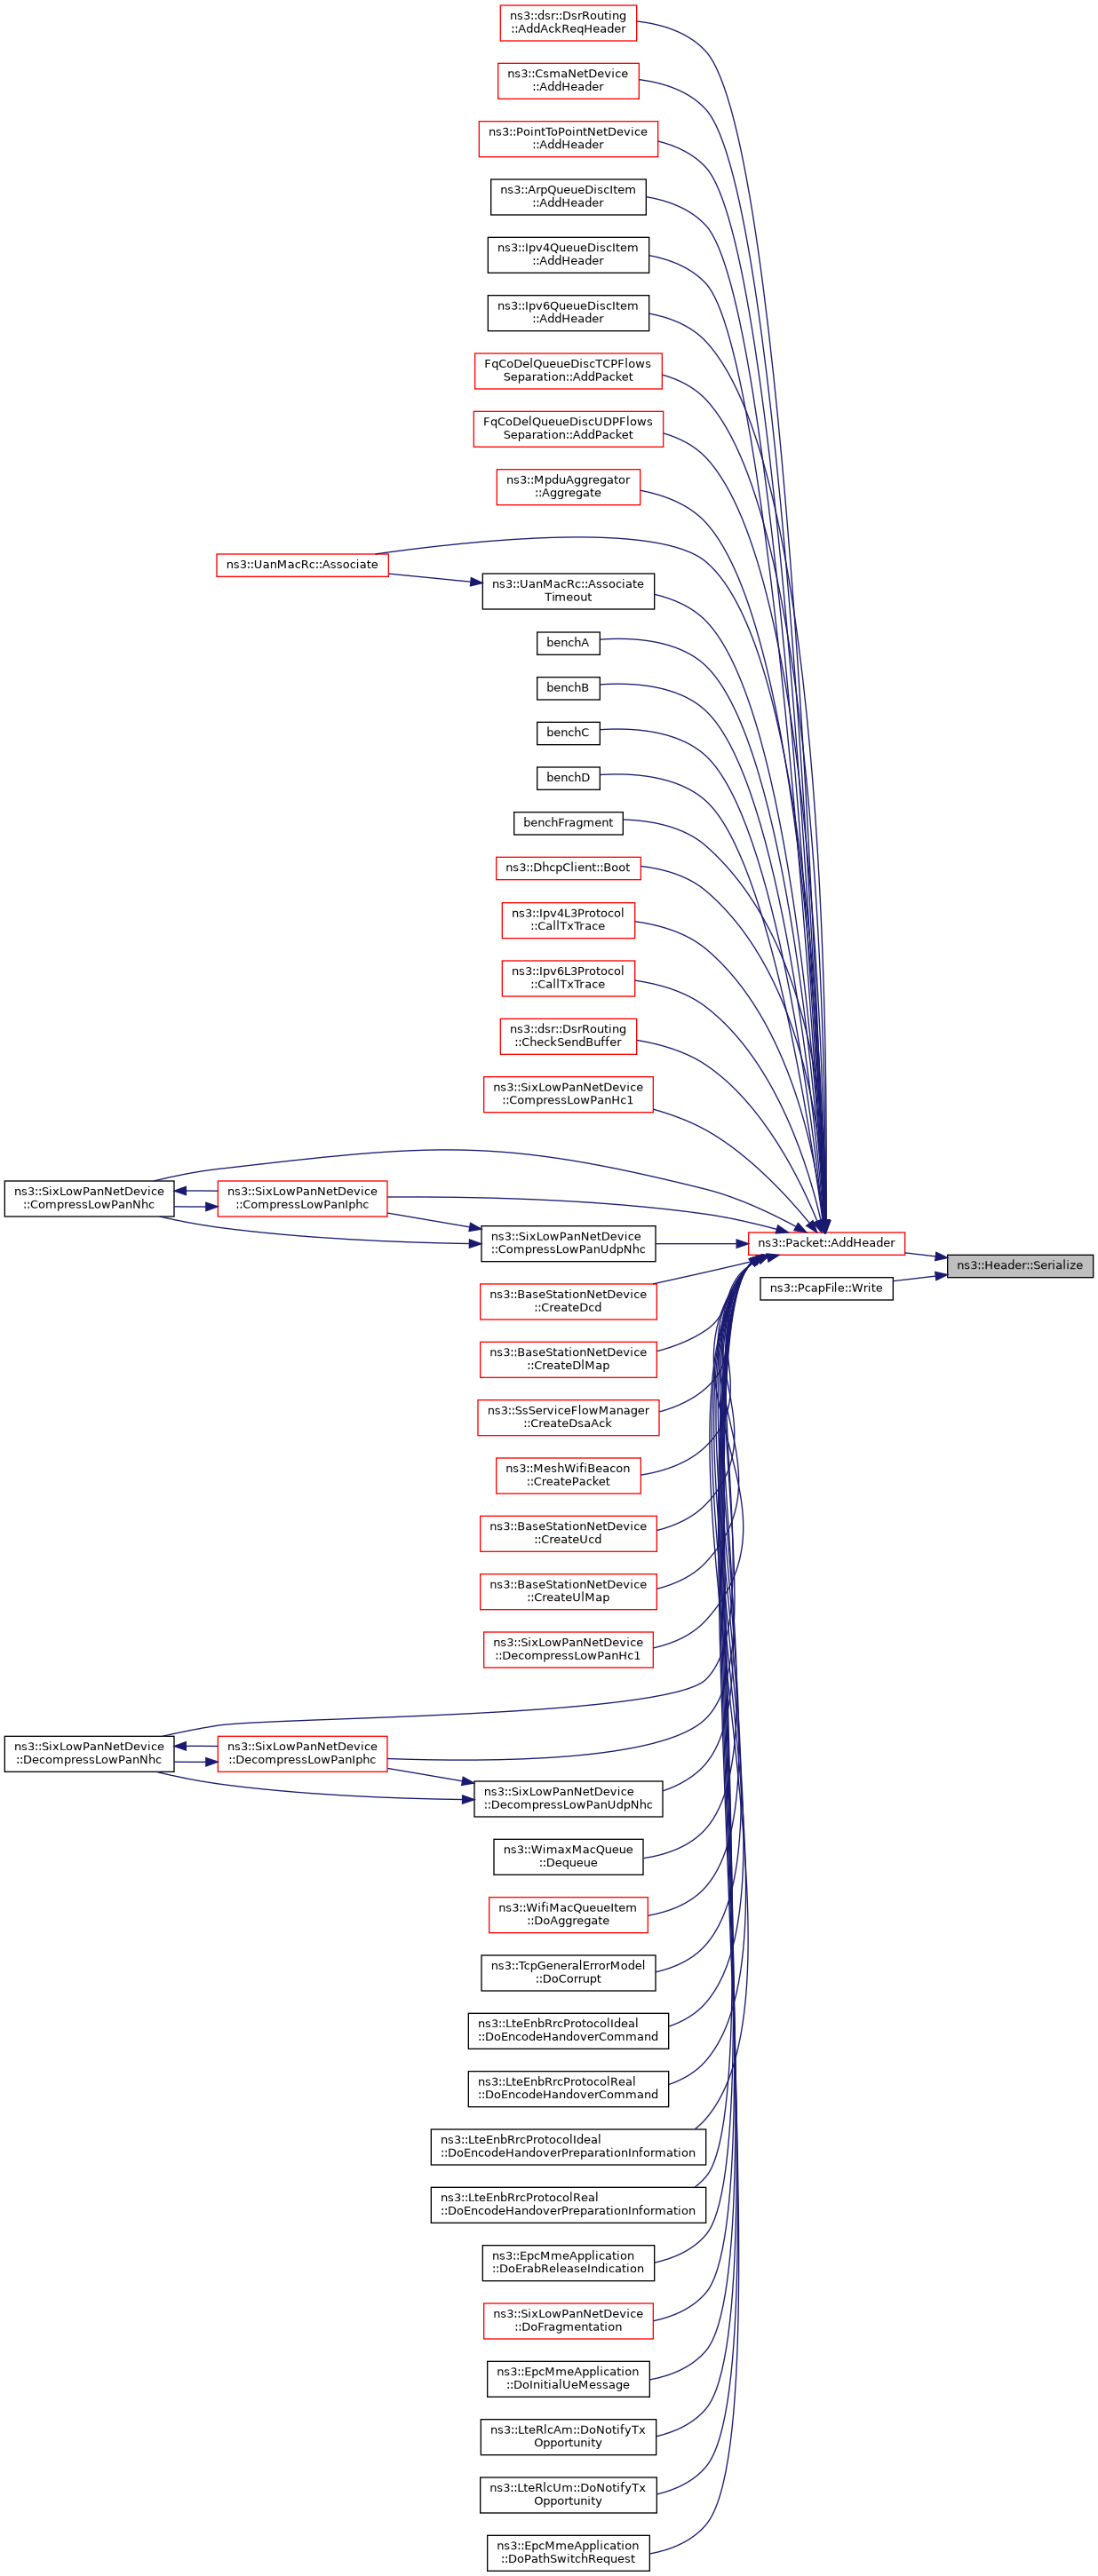 ns3::dsr::DsrRouting
::AddAckReqHeader
ns3::CsmaNetDevice
::AddHeader
ns3::PointToPointNetDevice
::AddHeader
ns3::ArpQueueDiscItem
::AddHeader
ns3::Ipv4QueueDiscItem
::AddHeader
ns3::Ipv6QueueDiscItem
::AddHeader
FqCoDelQueueDiscTCPFlows
Separation::AddPacket
FqCoDelQueueDiscUDPFlows
Separation::AddPacket
ns3::MpduAggregator
::Aggregate
ns3::UanMacRc::Associate
ns3::UanMacRc::Associate
Timeout
benchA
benchB
benchC
benchD
benchFragment
ns3::DhcpClient::Boot
ns3::Ipv4L3Protocol
::CallTxTrace
ns3::Ipv6L3Protocol
::CallTxTrace
ns3::dsr::DsrRouting
::CheckSendBuffer
ns3::SixLowPanNetDevice
::CompressLowPanHc1
ns3::SixLowPanNetDevice
::CompressLowPanNhc
ns3::SixLowPanNetDevice
::CompressLowPanIphc
ns3::SixLowPanNetDevice
::CompressLowPanUdpNhc
ns3::Packet::AddHeader
ns3::Header::Serialize
ns3::PcapFile::Write
ns3::BaseStationNetDevice
::CreateDcd
ns3::BaseStationNetDevice
::CreateDlMap
ns3::SsServiceFlowManager
::CreateDsaAck
ns3::MeshWifiBeacon
::CreatePacket
ns3::BaseStationNetDevice
::CreateUcd
ns3::BaseStationNetDevice
::CreateUlMap
ns3::SixLowPanNetDevice
::DecompressLowPanHc1
ns3::SixLowPanNetDevice
::DecompressLowPanNhc
ns3::SixLowPanNetDevice
::DecompressLowPanIphc
ns3::SixLowPanNetDevice
::DecompressLowPanUdpNhc
ns3::WimaxMacQueue
::Dequeue
ns3::WifiMacQueueItem
::DoAggregate
ns3::TcpGeneralErrorModel
::DoCorrupt
ns3::LteEnbRrcProtocolIdeal
::DoEncodeHandoverCommand
ns3::LteEnbRrcProtocolReal
::DoEncodeHandoverCommand
ns3::LteEnbRrcProtocolIdeal
::DoEncodeHandoverPreparationInformation
ns3::LteEnbRrcProtocolReal
::DoEncodeHandoverPreparationInformation
ns3::EpcMmeApplication
::DoErabReleaseIndication
ns3::SixLowPanNetDevice
::DoFragmentation
ns3::EpcMmeApplication
::DoInitialUeMessage
ns3::LteRlcAm::DoNotifyTx
Opportunity
ns3::LteRlcUm::DoNotifyTx
Opportunity
ns3::EpcMmeApplication
::DoPathSwitchRequest